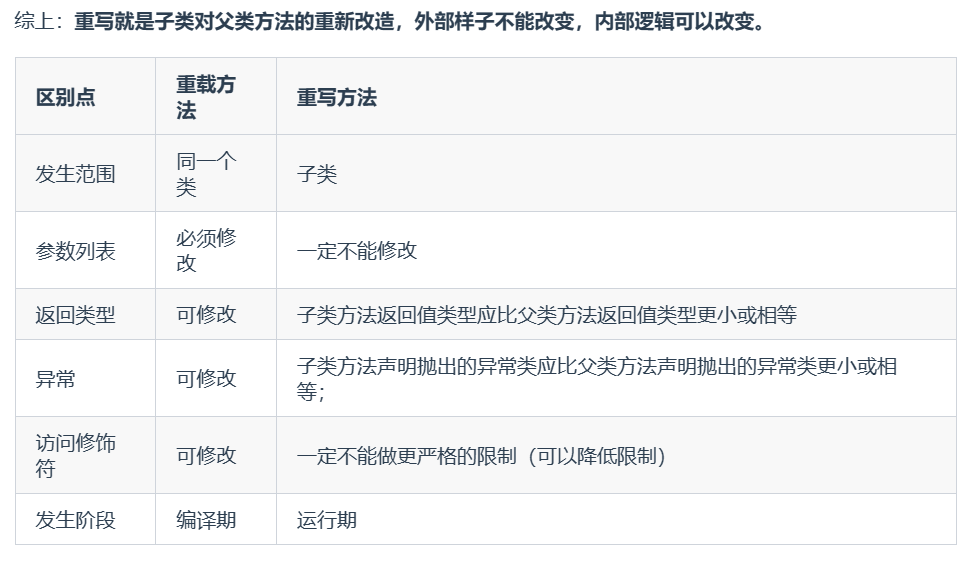 综上：重写就是子类对父类方法的重新改造，外部样子不能改变，内部逻辑可以改变。
区别点
重载方
法
重写方法
发生范围
同一个
类
子类
参数列表
必须修
改
一定不能修改
返回类型
可修改
子类方法返回值类型应比父类方法返回值类型更小或相等
异常
可修改
子类方法声明抛出的异常类应比父类方法声明抛出的异常类更小或相
等；
访问修饰
符
可修改
一定不能做更严格的限制（可以降低限制）
发生阶段
编译期
运行期